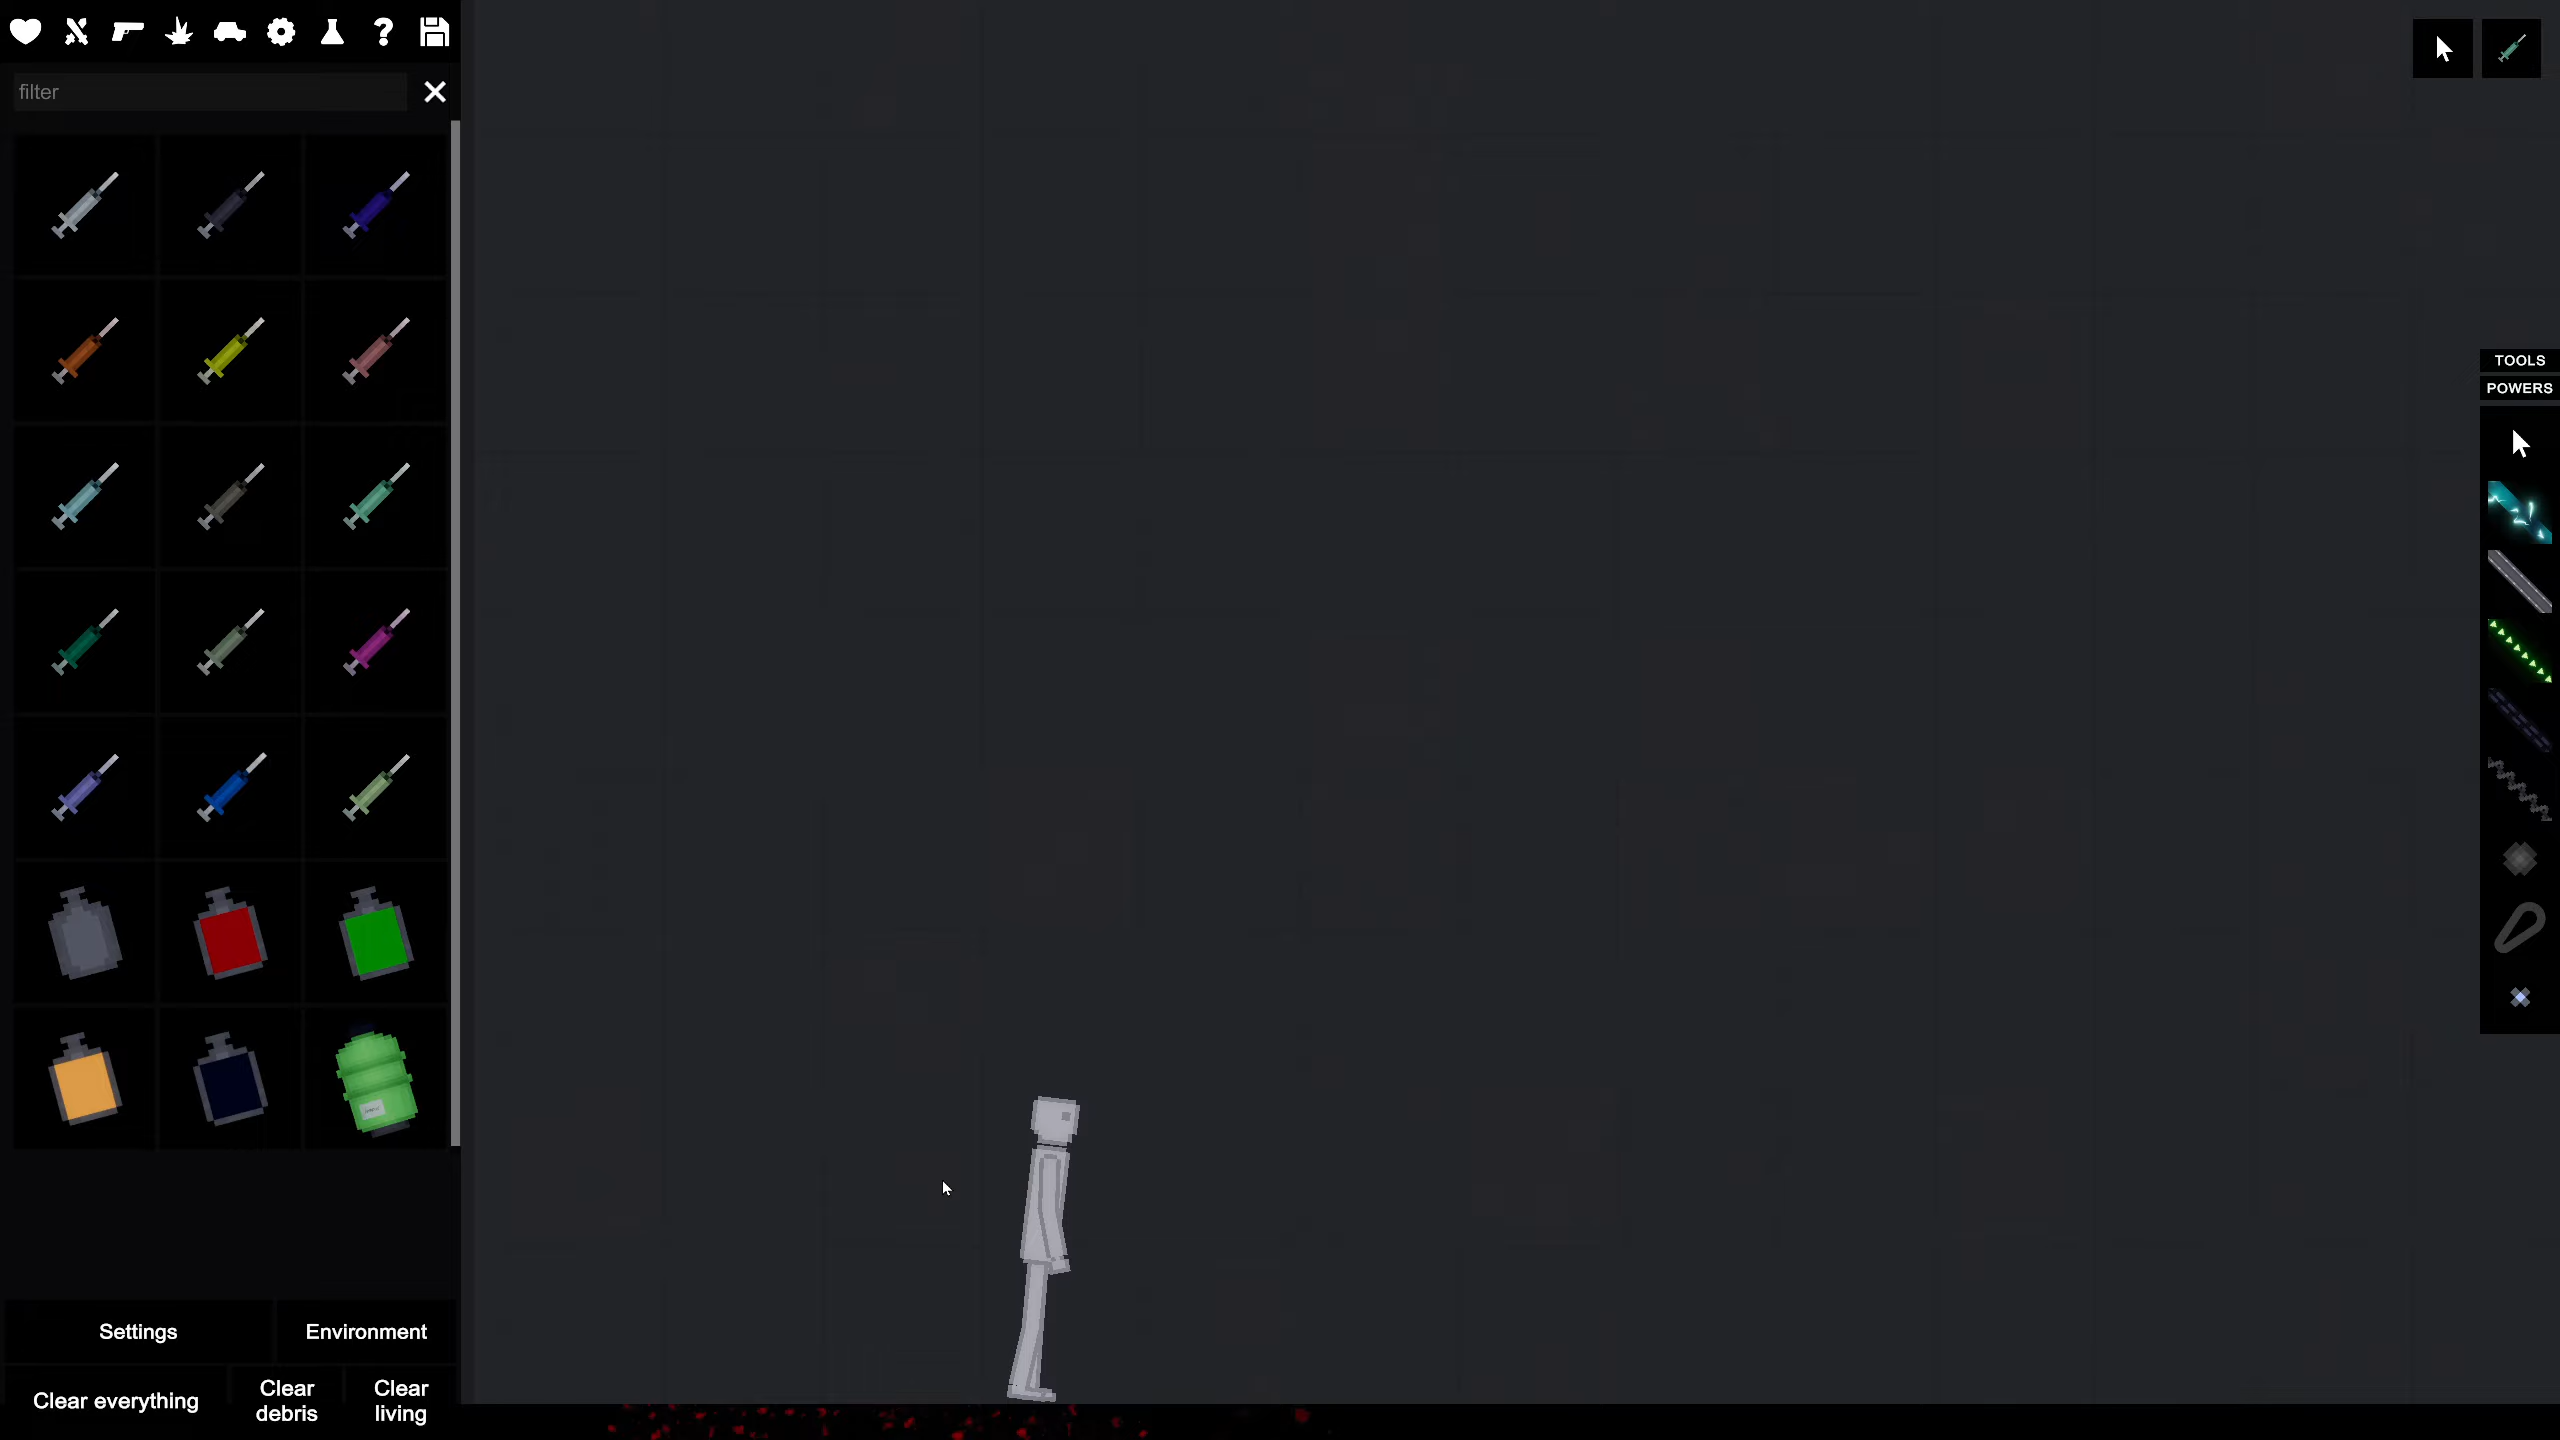 filter
TOOLS
POWERS
Settings
Environment
Clear everything
Clear
debris
Clear
living